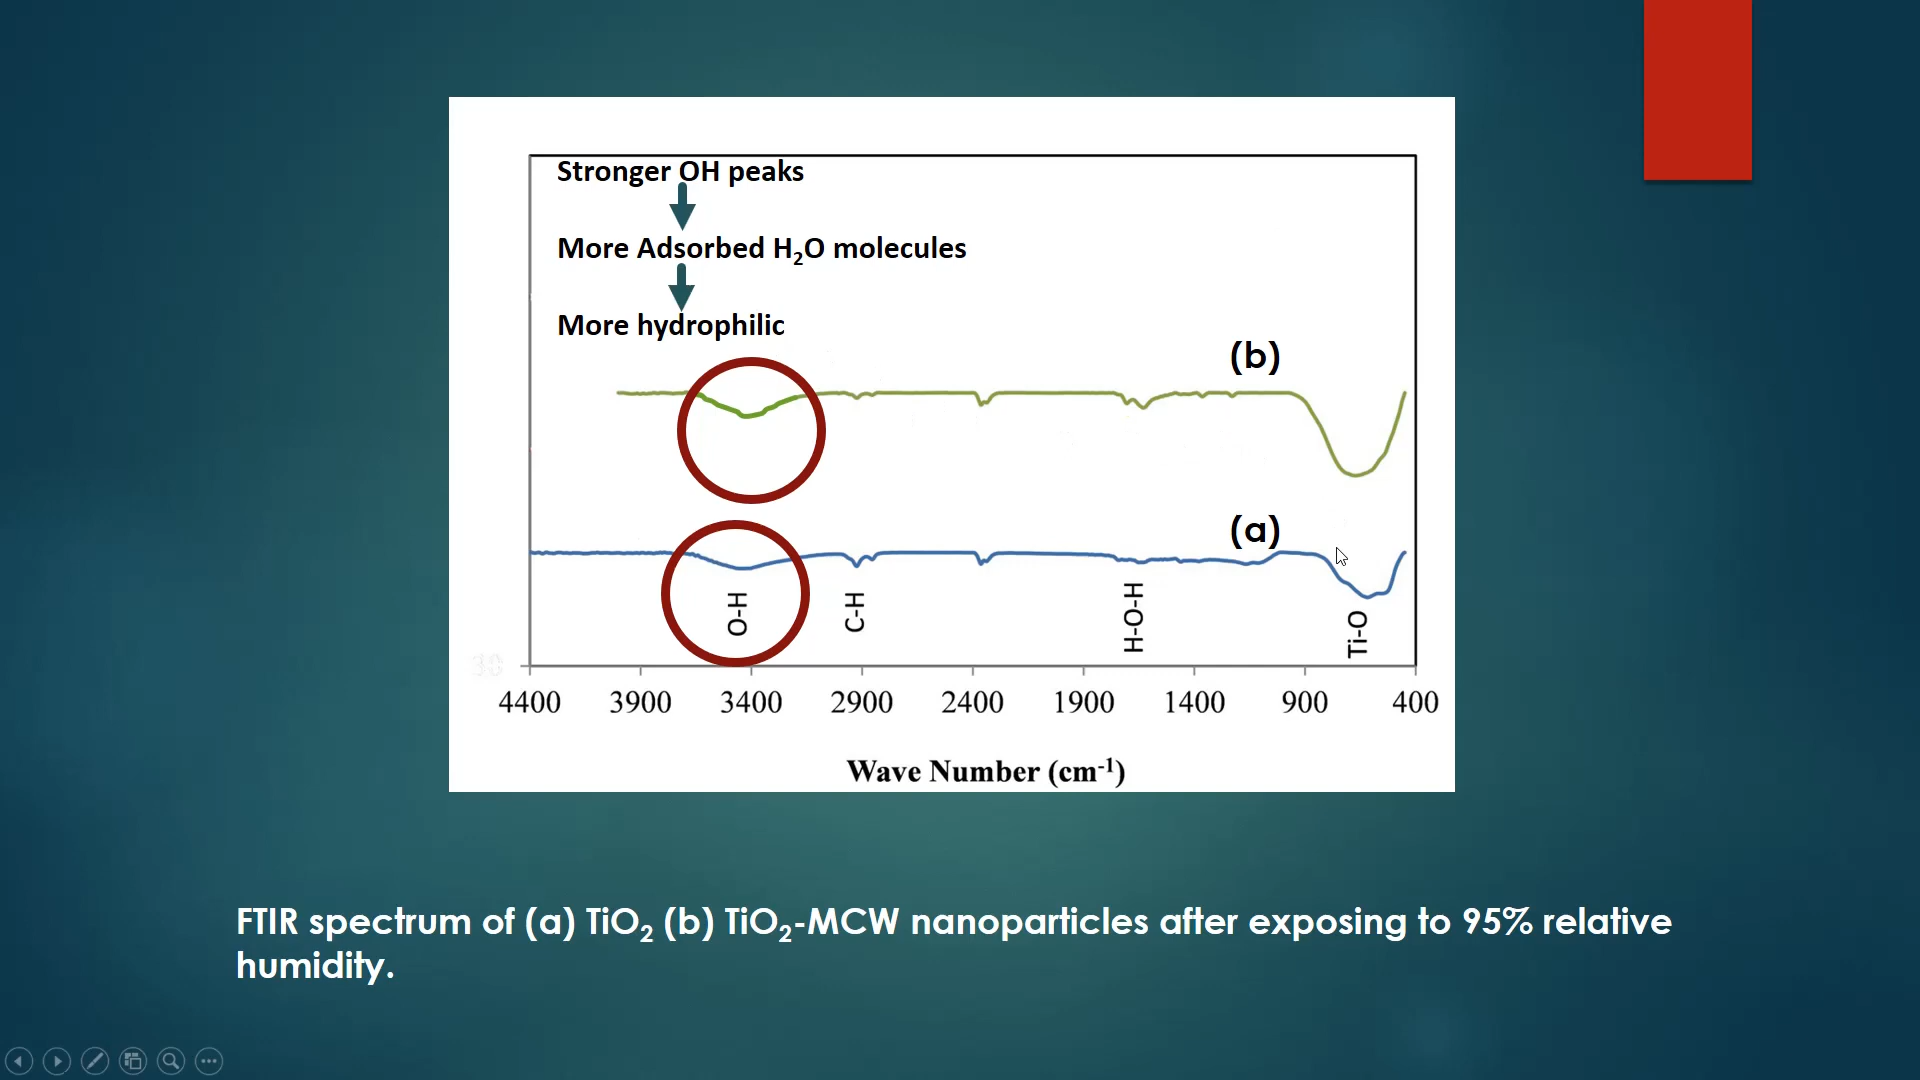 Stronger OH peaks
More Adsorbed H₂O molecules
More hydrophilic
(b)
(a)
O-H
C-H
H-O-H
Ti-O
30
4400 3900 3400 2900 2400 1900 1400 900 400
Wave Number (cm⁻¹)
FTIR spectrum of (a) TiO₂ (b) TiO₂-MCW nanoparticles after exposing to 95% relative
humidity.